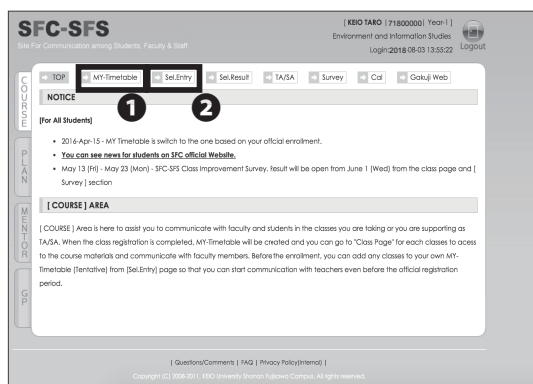 SFC-SFS
Site For Communication among Students, Faculty & Staff
[ KEIO TARO | 71800000 | Year-1 ]
Environment and Information Studies
Login:2018-08-03 13:55:22
Logout
TOP
MY-Timetable
Sel.Entry
Sel.Result
TA/SA
Survey
Cal
Gakuji Web
1
2
COURSE
PLAN
MENTOR
GP
NOTICE
[For All Students]
• 2016-Apr-15 - MY Timetable is switch to the one based on your offcial enrollment.
• You can see news for students on SFC official Website.
• May 13 (Fri) - May 23 (Mon) - SFC-SFS Class Improvement Survey. Result will be open from June 1 (Wed) from the class page and [
Survey ] section
[ COURSE ] AREA
[ COURSE ] Area is here to assist you to communicate with faculty and students in the classes you are taking or you are supporting as
TA/SA. When the class registration is completed, MY-Timetable will be created and you can go to "Class Page" for each classes to acess
to the course materials and communicate with faculty members. Before the enrollment, you can add any classes to your own MY-
Timetable (Tentative) from [Sel.Entry] page so that you can start communication with teachers even before the official registration
period.
| Questions/Comments | FAQ | Privacy Policy(Internal) |
Copyright (C) 2008-2011, KEIO University Shonan Fujisawa Campus, All rights reserved.